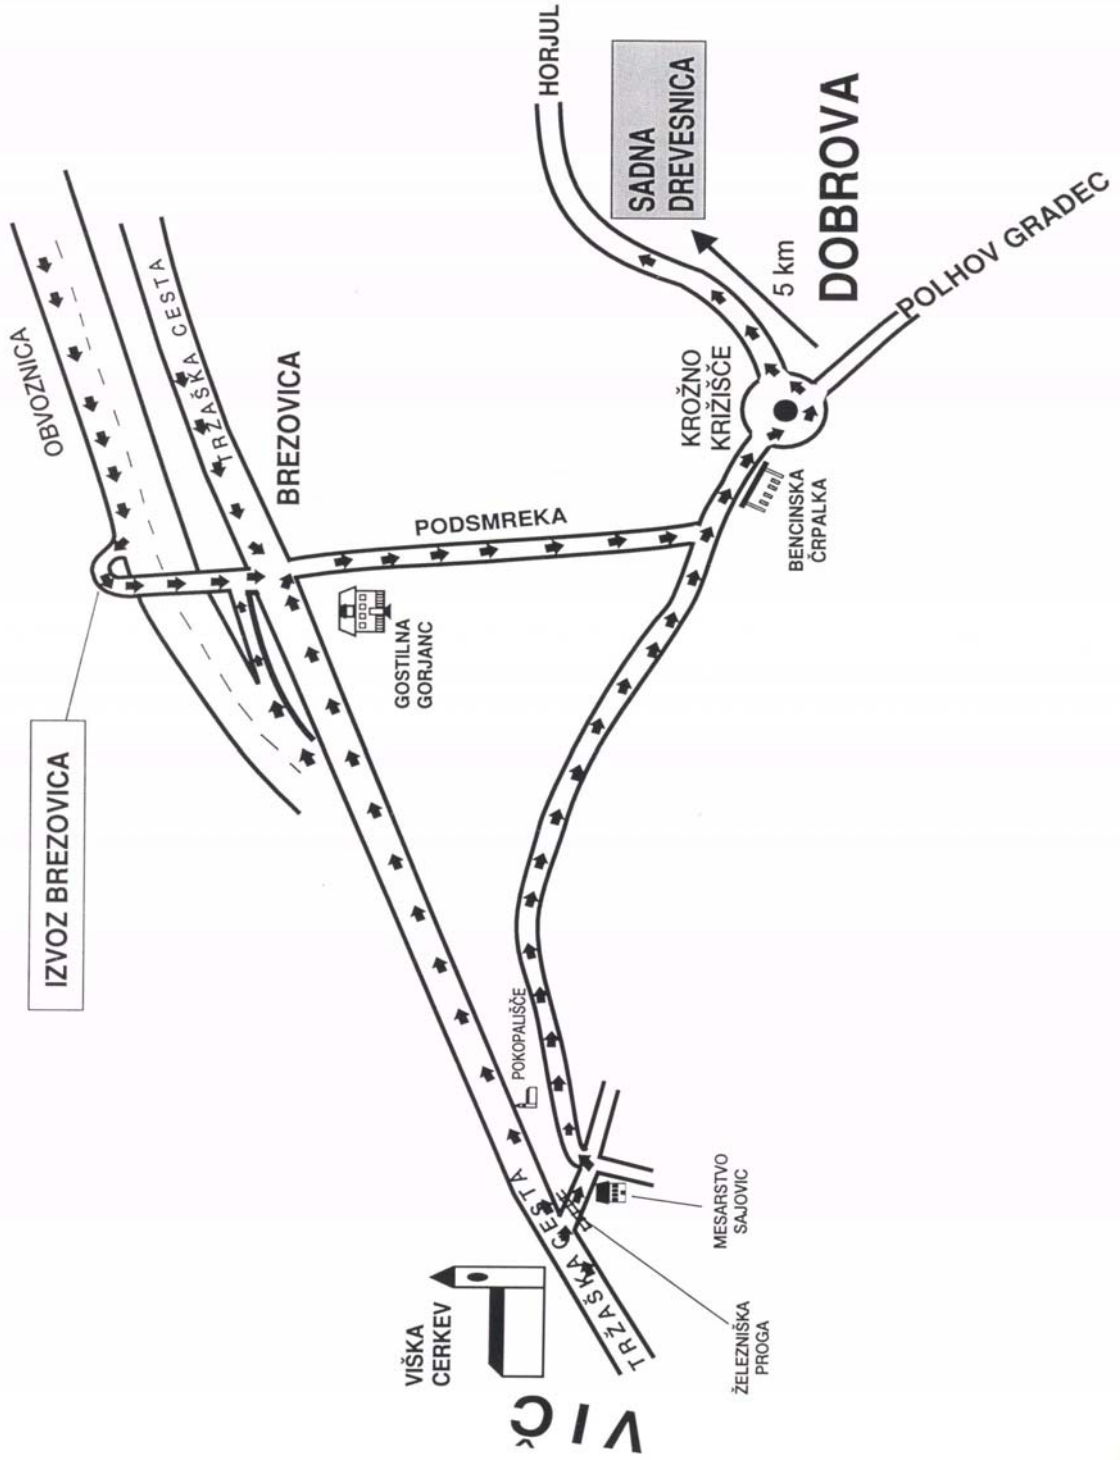 IZVOZ BREZOVICA
OBVOZNICA
TRŽAŠKA CESTA
BREZOVICA
GOSTILNA
GORJANC
PODSMREKA
HORJUL
SADNA
DREVESNICA
5 km
DOBROVA
POLHOV GRADEC
KROŽNO
KRIŽIŠČE
BENCINSKA
ČRPALKA
POKOPALIŠČE
TRŽAŠKA CESTA
VIŠKA
CERKEV
VIČ
MESARSTVO
SAJOVIC
ŽELEZNIŠKA
PROGA